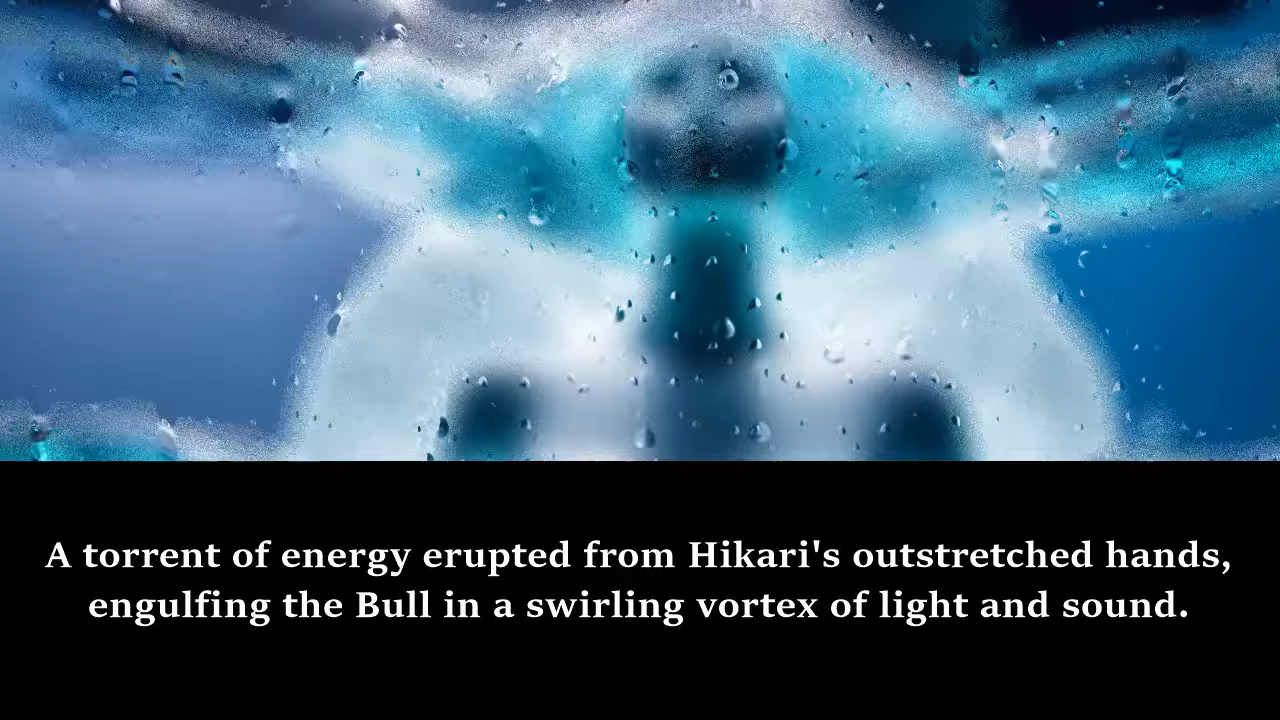 A torrent of energy erupted from Hikari's outstretched hands,
engulfing the Bull in a swirling vortex of light and sound.